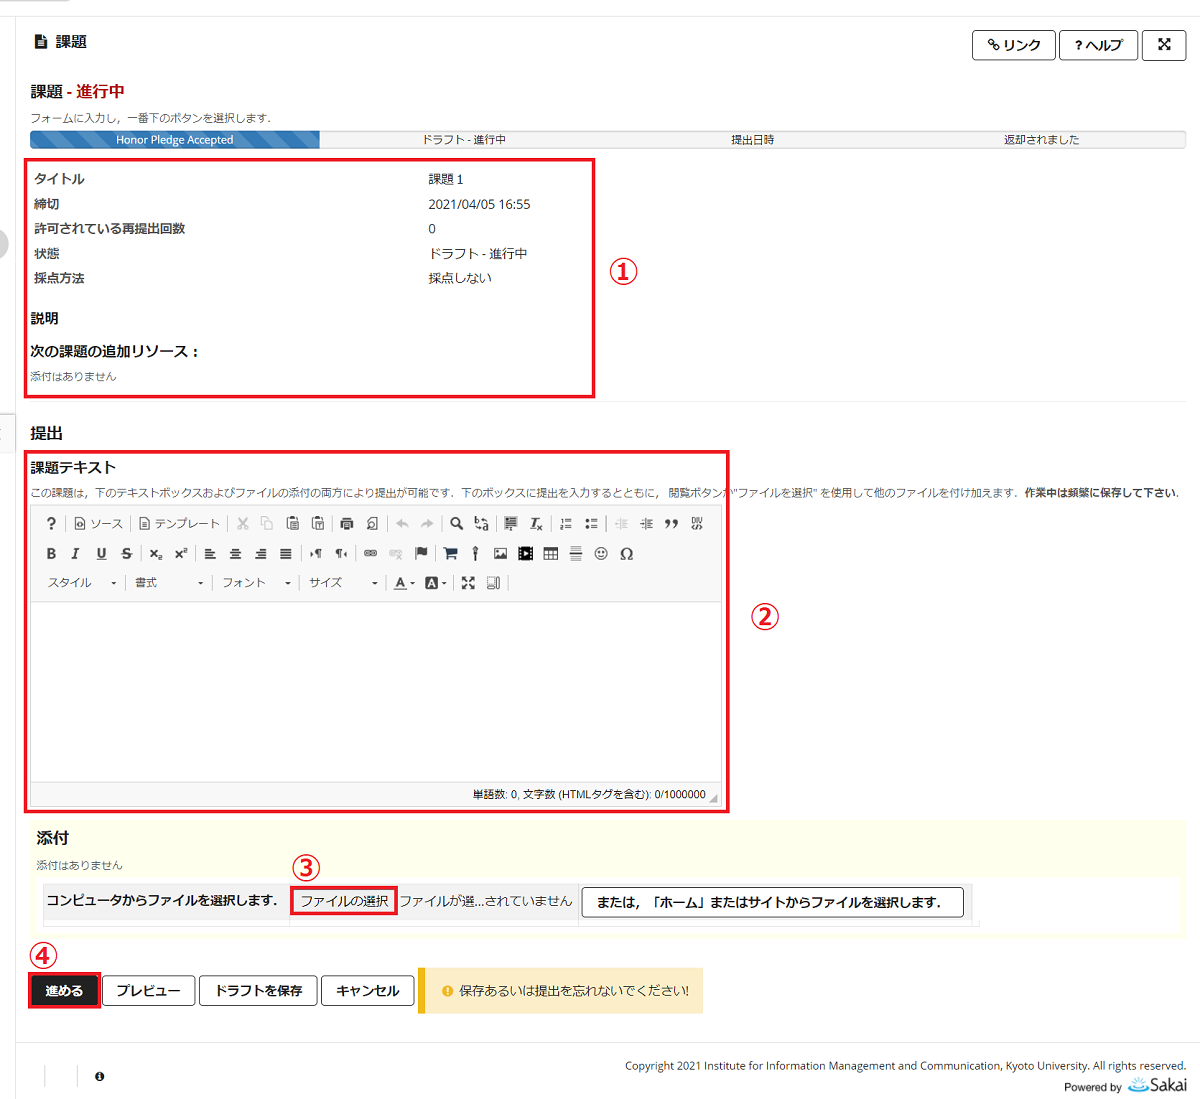 課題
リンク
? ヘルプ
課題 - 進行中
フォームに入力し，一番下のボタンを選択します．
Honor Pledge Accepted
ドラフト - 進行中
提出日時
返却されました
タイトル 課題 1
締切 2021/04/05 16:55
許可されている再提出回数 0
状態 ドラフト - 進行中
採点方法 採点しない
①
説明
次の課題の追加リソース：
添付はありません
提出
課題テキスト
この課題は，下のテキストボックスおよびファイルの添付の両方により提出が可能です．下のボックスに提出を入力するとともに， 閲覧ボタンが"ファイルを選択" を使用して他のファイルを付け加えます．作業中は頻繁に保存して下さい．
? ソース テンプレート
B I U S x₂ x²
スタイル 書式 フォント サイズ A A
②
単語数: 0, 文字数 (HTMLタグを含む): 0/1000000
添付
添付はありません
③
コンピュータからファイルを選択します． ファイルの選択 ファイルが選...されていません または，「ホーム」またはサイトからファイルを選択します．
④
進める プレビュー ドラフトを保存 キャンセル 保存あるいは提出を忘れないでください!
Copyright 2021 Institute for Information Management and Communication, Kyoto University. All rights reserved.
Powered by Sakai